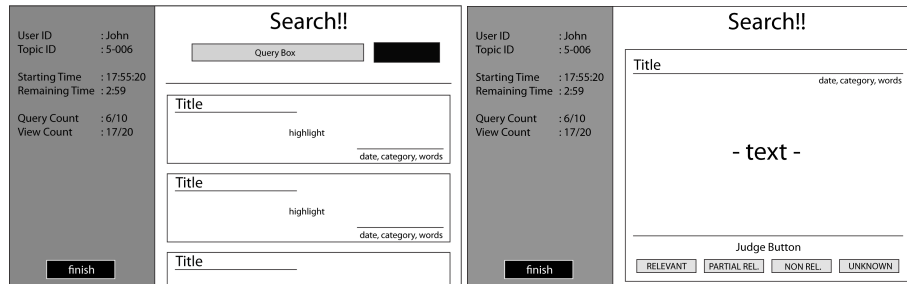 User ID : John
Topic ID : 5-006
Starting Time : 17:55:20
Remaining Time : 2:59
Query Count : 6/10
View Count : 17/20
finish
Search!!
Query Box
Title
highlight
date, category, words
Title
highlight
date, category, words
Title
User ID : John
Topic ID : 5-006
Starting Time : 17:55:20
Remaining Time : 2:59
Query Count : 6/10
View Count : 17/20
finish
Search!!
Title
date, category, words
- text -
Judge Button
RELEVANT PARTIAL REL. NON REL. UNKNOWN